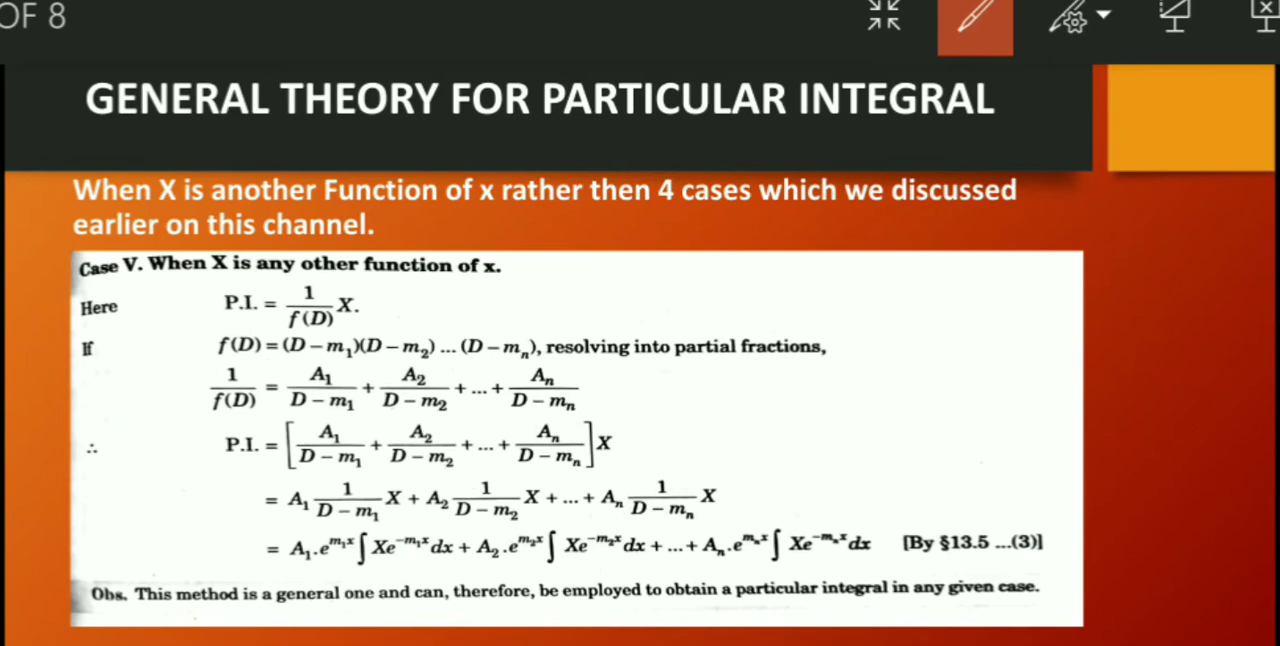 OF 8
GENERAL THEORY FOR PARTICULAR INTEGRAL
When X is another Function of x rather then 4 cases which we discussed
earlier on this channel.
Case V. When X is any other function of x.
Here P.I. = 1/f(D) X.
If f(D) = (D – m₁)(D – m₂) ... (D – mₙ), resolving into partial fractions,
1/f(D) = A₁/(D – m₁) + A₂/(D – m₂) + ... + Aₙ/(D – mₙ)
∴ P.I. = [A₁/(D – m₁) + A₂/(D – m₂) + ... + Aₙ/(D – mₙ)] X
= A₁ 1/(D – m₁) X + A₂ 1/(D – m₂) X + ... + Aₙ 1/(D – mₙ) X
= A₁.e^{m₁x} ∫ Xe^{–m₁x} dx + A₂.e^{m₂x} ∫ Xe^{–m₂x} dx + ... + Aₙ.e^{mₙx} ∫ Xe^{–mₙx} dx [By §13.5 ...(3)]
Obs. This method is a general one and can, therefore, be employed to obtain a particular integral in any given case.